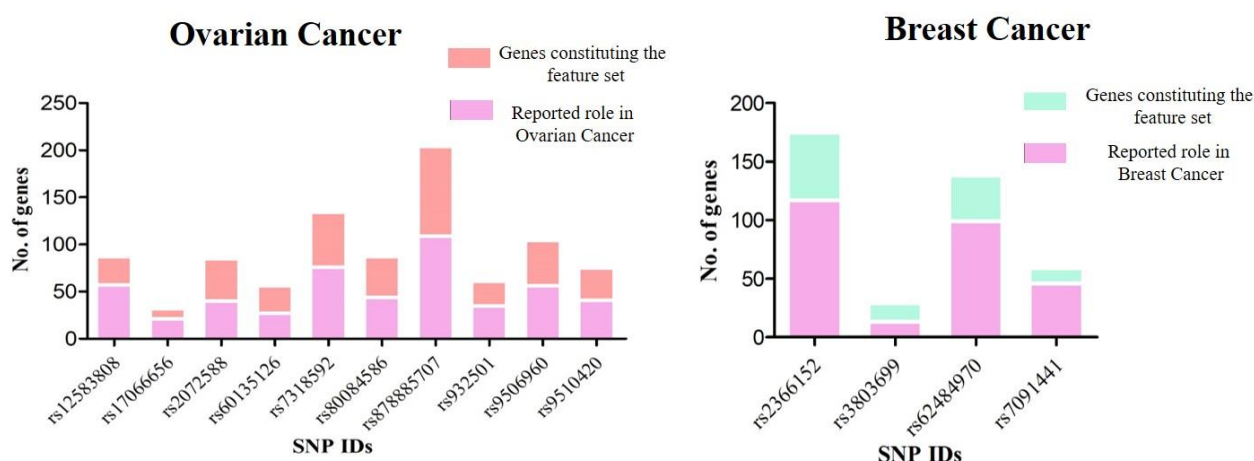 Ovarian Cancer
Genes constituting the
feature set
Reported role in
Ovarian Cancer
No. of genes
250
200
150
100
50
0
rs12583808
rs17066656
rs2072588
rs60135126
rs7318592
rs80084586
rs878885707
rs932501
rs9506960
rs9510420
SNP IDs
Breast Cancer
Genes constituting the
feature set
Reported role in
Breast Cancer
No. of genes
200
150
100
50
0
rs2366152
rs3803699
rs62484970
rs7091441
SNP IDs